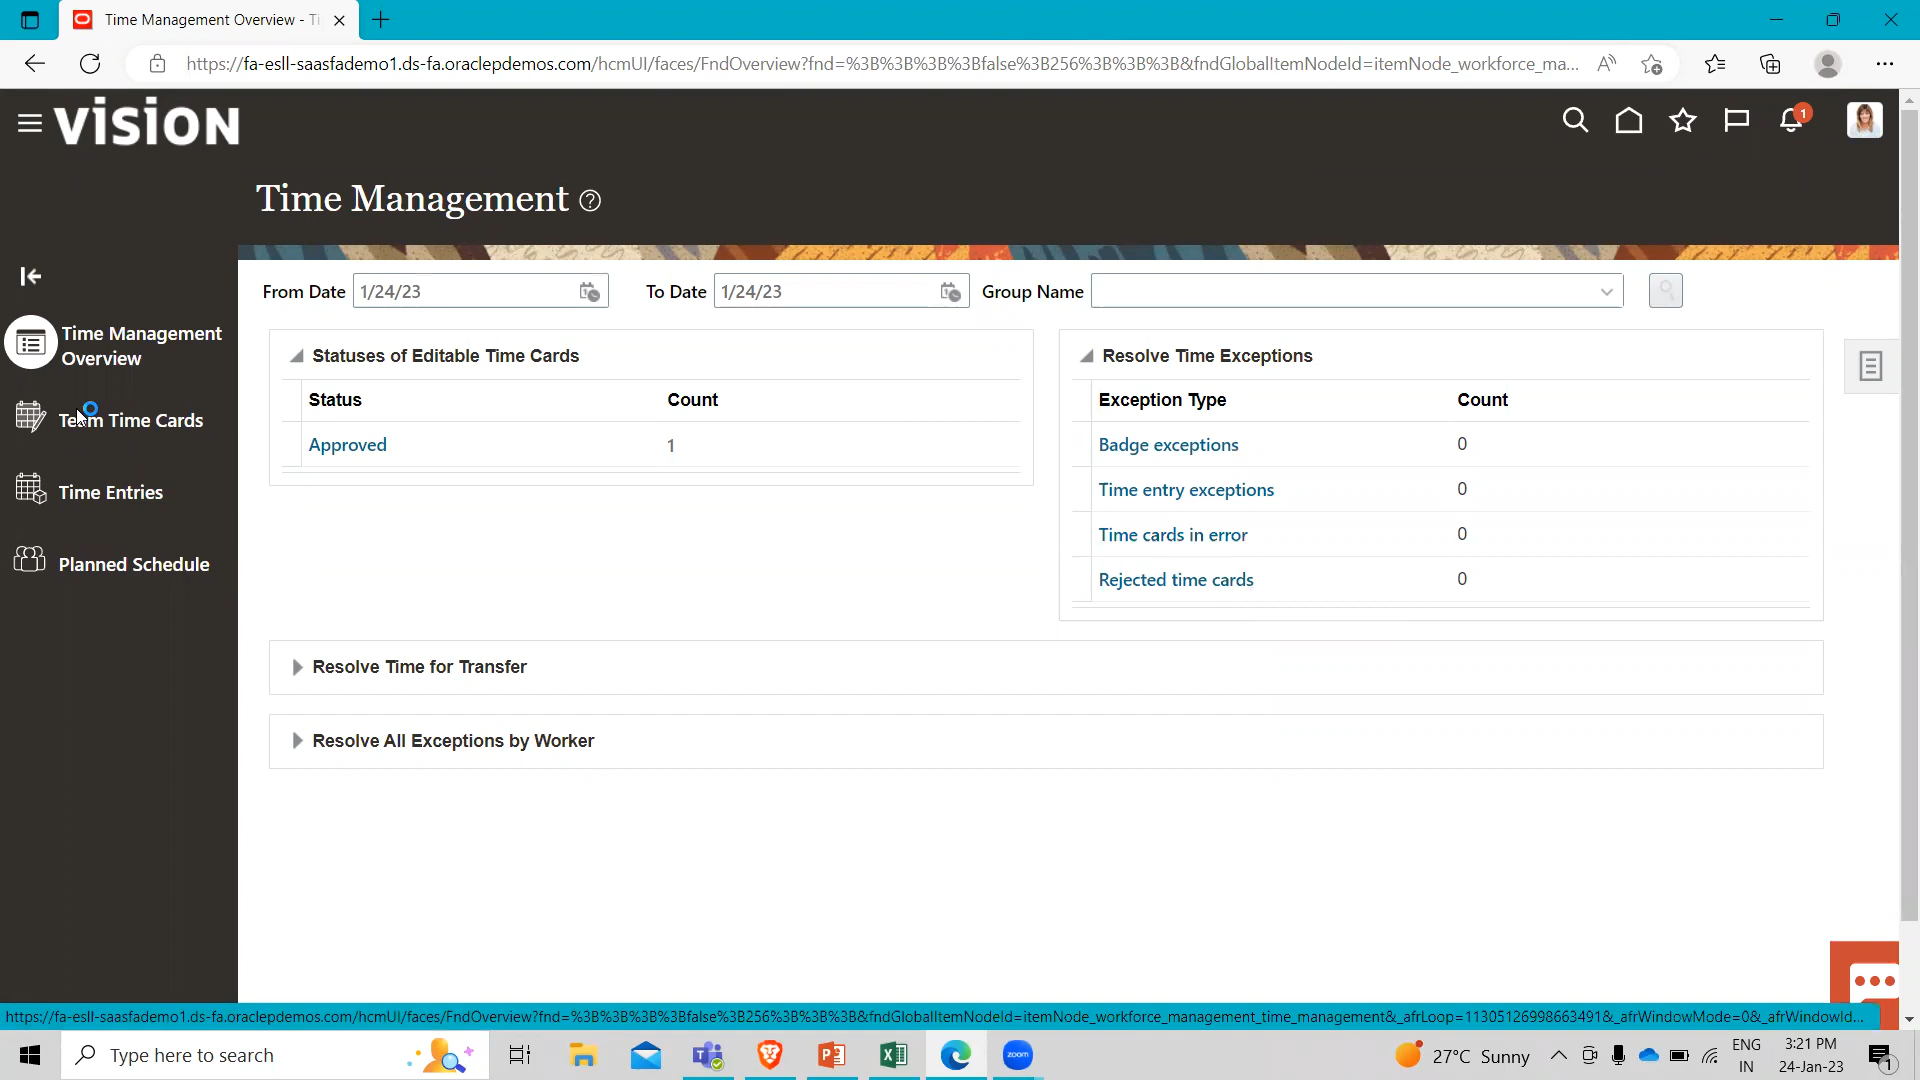 Time Management Overview - Ti
https://fa-esll-saasfademo1.ds-fa.oraclepdemos.com/hcmUI/faces/FndOverview?fnd=%3B%3B%3B%3Bfalse%3B256%3B%3B%3B&fndGlobalItemNodeId=itemNode_workforce_ma...
VISION
1
Time Management
From Date 1/24/23 To Date 1/24/23 Group Name
Time Management
Overview
Team Time Cards
Time Entries
Planned Schedule
Statuses of Editable Time Cards
Status Count
Approved 1
Resolve Time Exceptions
Exception Type Count
Badge exceptions 0
Time entry exceptions 0
Time cards in error 0
Rejected time cards 0
Resolve Time for Transfer
Resolve All Exceptions by Worker
https://fa-esll-saasfademo1.ds-fa.oraclepdemos.com/hcmUI/faces/FndOverview?fnd=%3B%3B%3B%3Bfalse%3B256%3B%3B%3B&fndGlobalItemNodeId=itemNode_workforce_management_time_management&_afrLoop=11305126998663491&_afrWindowMode=0&_afrWindowId...
Type here to search
zoom
27°C Sunny
ENG
IN
3:21 PM
24-Jan-23
1